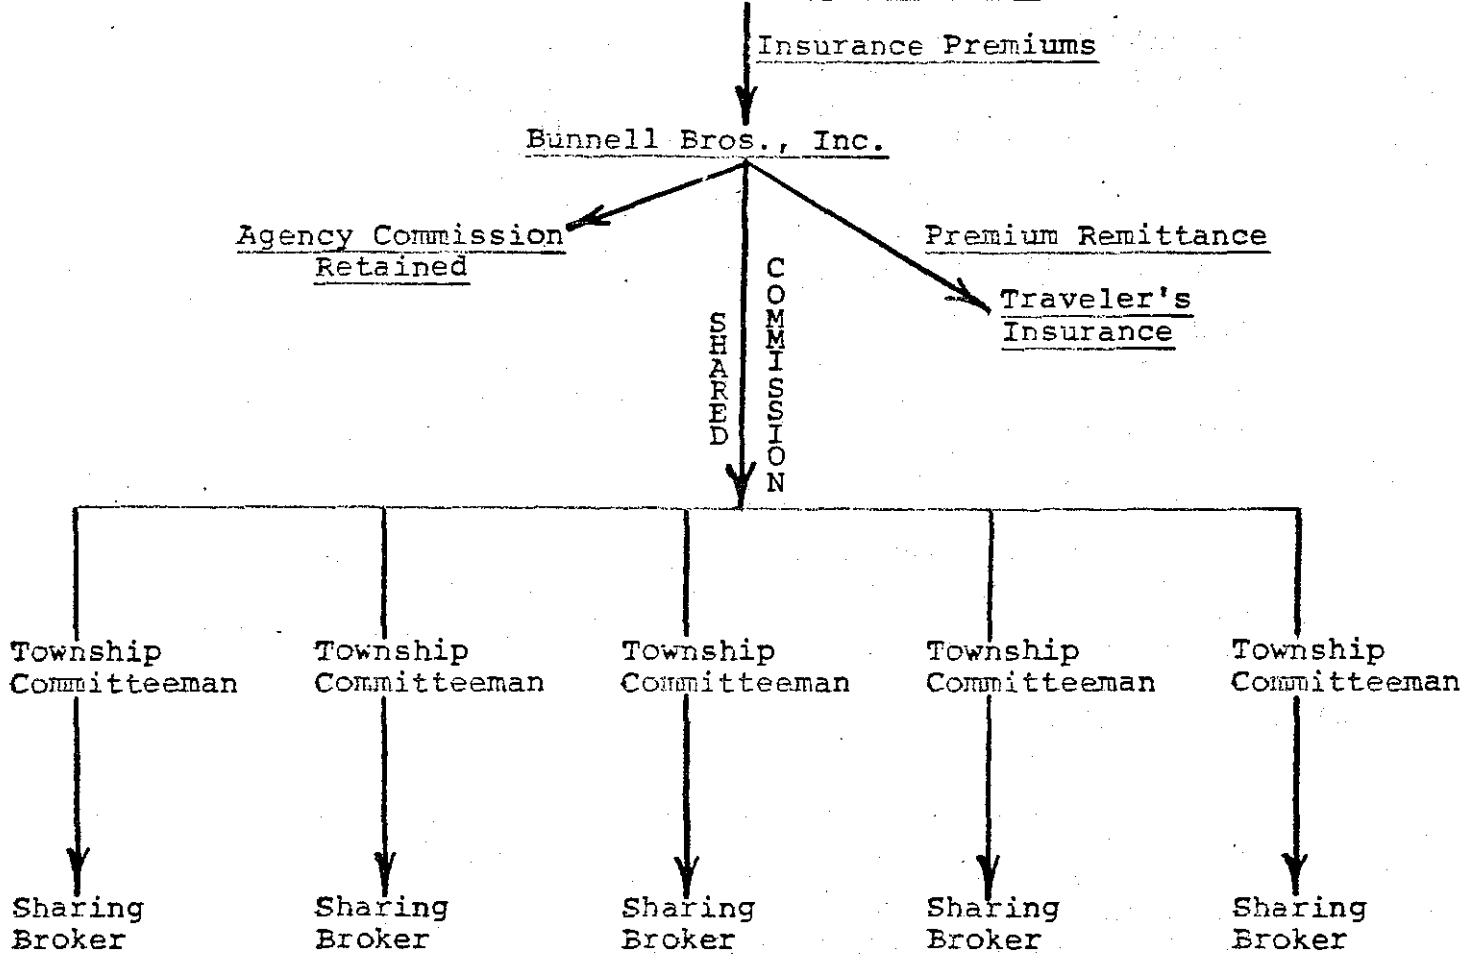 Insurance Premiums
Bunnell Bros., Inc.
Agency Commission
Retained
Premium Remittance
Traveler's
Insurance
SHARED
COMMISSION
Township
Committeeman
Township
Committeeman
Township
Committeeman
Township
Committeeman
Township
Committeeman
Sharing
Broker
Sharing
Broker
Sharing
Broker
Sharing
Broker
Sharing
Broker